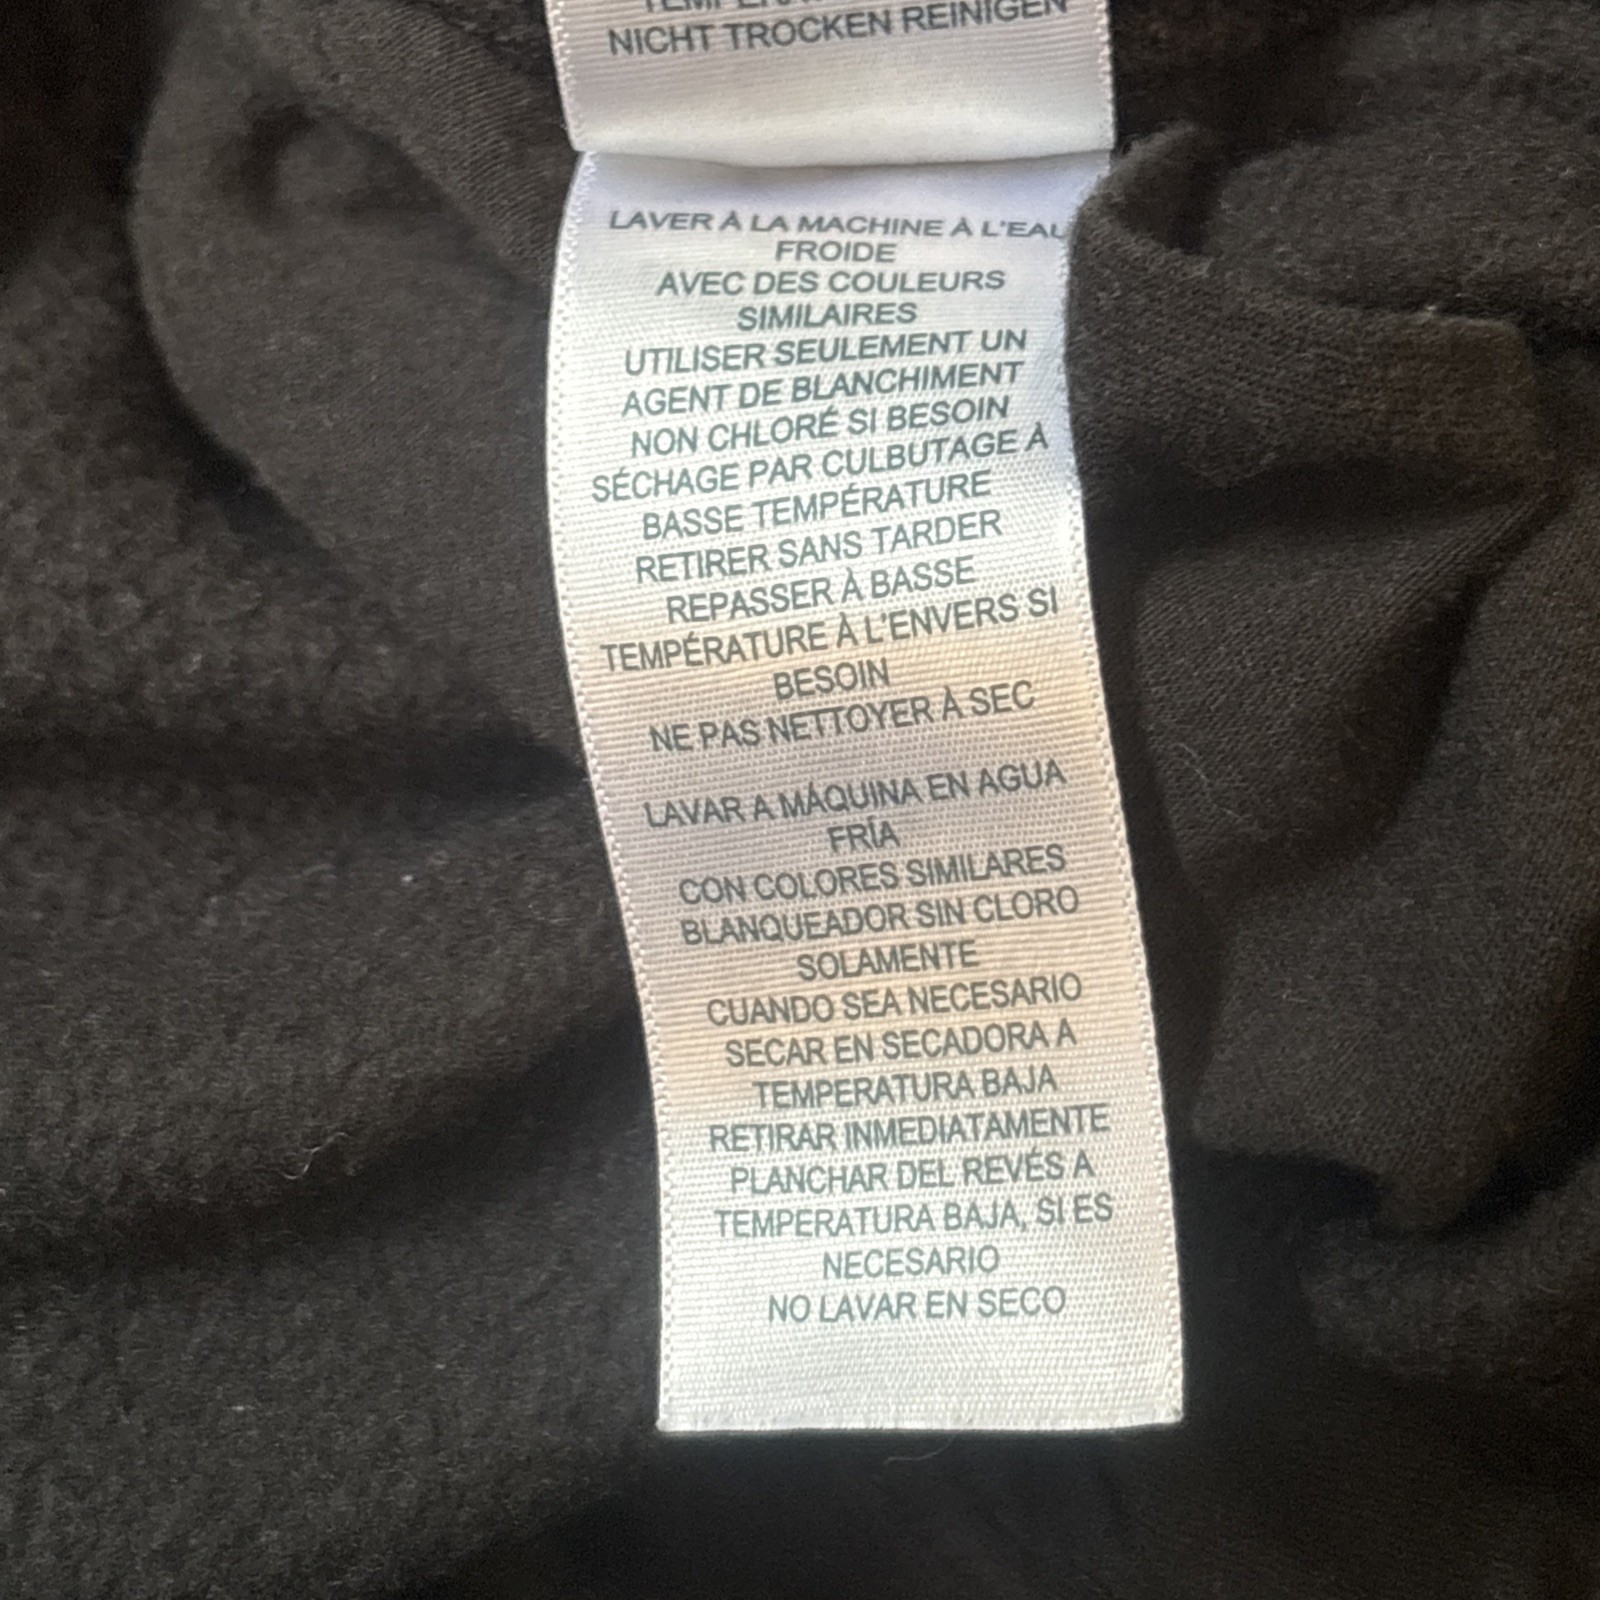 NICHT TROCKEN REINIGEN
LAVER À LA MACHINE À L'EAU
FROIDE
AVEC DES COULEURS
SIMILAIRES
UTILISER SEULEMENT UN
AGENT DE BLANCHIMENT
NON CHLORÉ SI BESOIN
SÉCHAGE PAR CULBUTAGE À
BASSE TEMPÉRATURE
RETIRER SANS TARDER
REPASSER À BASSE
TEMPÉRATURE À L'ENVERS SI
BESOIN
NE PAS NETTOYER À SEC
LAVAR A MÁQUINA EN AGUA
FRÍA
CON COLORES SIMILARES
BLANQUEADOR SIN CLORO
SOLAMENTE
CUANDO SEA NECESARIO
SECAR EN SECADORA A
TEMPERATURA BAJA
RETIRAR INMEDIATAMENTE
PLANCHAR DEL REVÉS A
TEMPERATURA BAJA, SI ES
NECESARIO
NO LAVAR EN SECO